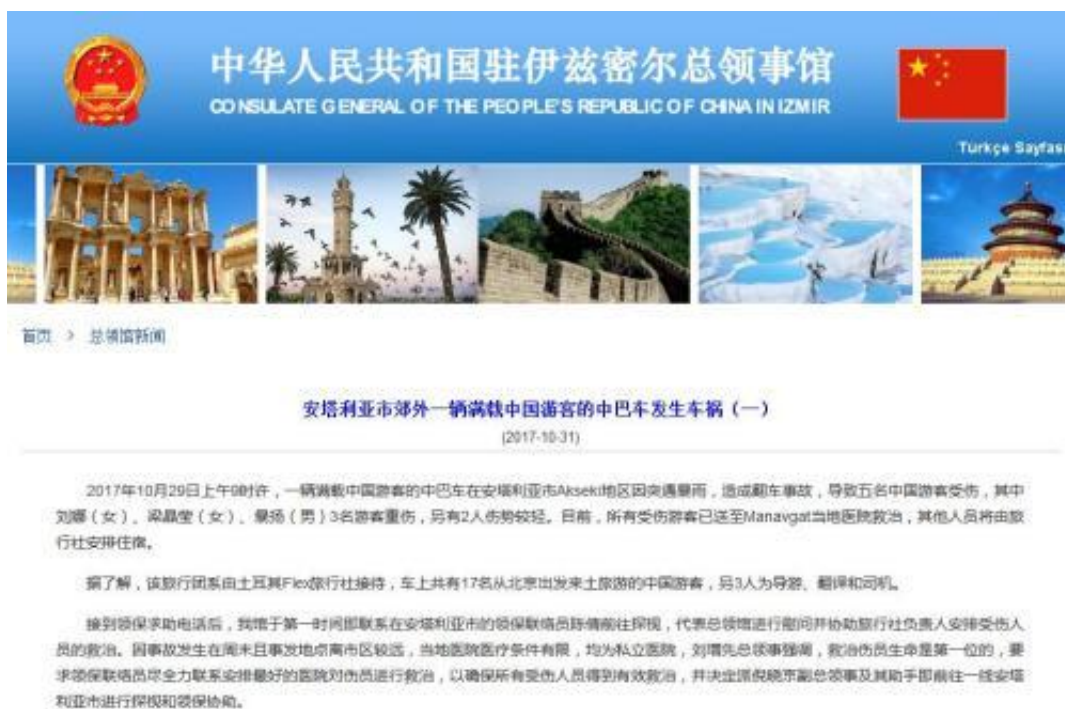 中华人民共和国驻伊兹密尔总领事馆
CONSULATE GENERAL OF THE PEOPLE'S REPUBLIC OF CHINA IN IZMIR
Türkçe Sayfası
首页 > 总领馆新闻
安塔利亚市郊外一辆满载中国游客的中巴车发生车祸（一）
(2017-10-31)
2017年10月29日上午9时许，一辆满载中国游客的中巴车在安塔利亚市Akseki地区因突遇暴雨，造成翻车事故，导致五名中国游客受伤，其中
刘娜（女）、梁晶莹（女）、景扬（男）3名游客重伤，另有2人伤势较轻。目前，所有受伤游客已送至Manavgat当地医院救治，其他人员将由旅
行社安排住宿。
据了解，该旅行团系由土耳其Flex旅行社接待，车上共有17名从北京出发来土旅游的中国游客，另3人为导游、翻译和司机。
接到领保求助电话后，我馆于第一时间即联系在安塔利亚市的领保联络员陈倩前往探视，代表总领馆进行慰问并协助旅行社负责人安排受伤人
员的救治。因事故发生在周末且事发地点离市区较远，当地医院医疗条件有限，均为私立医院，刘增先总领事强调，救治伤员生命是第一位的，要
求领保联络员尽全力联系安排最好的医院对伤员进行救治，以确保所有受伤人员得到有效救治，并决定派倪晓京副总领事及其助手即前往一线安塔
利亚市进行探视和领保协助。